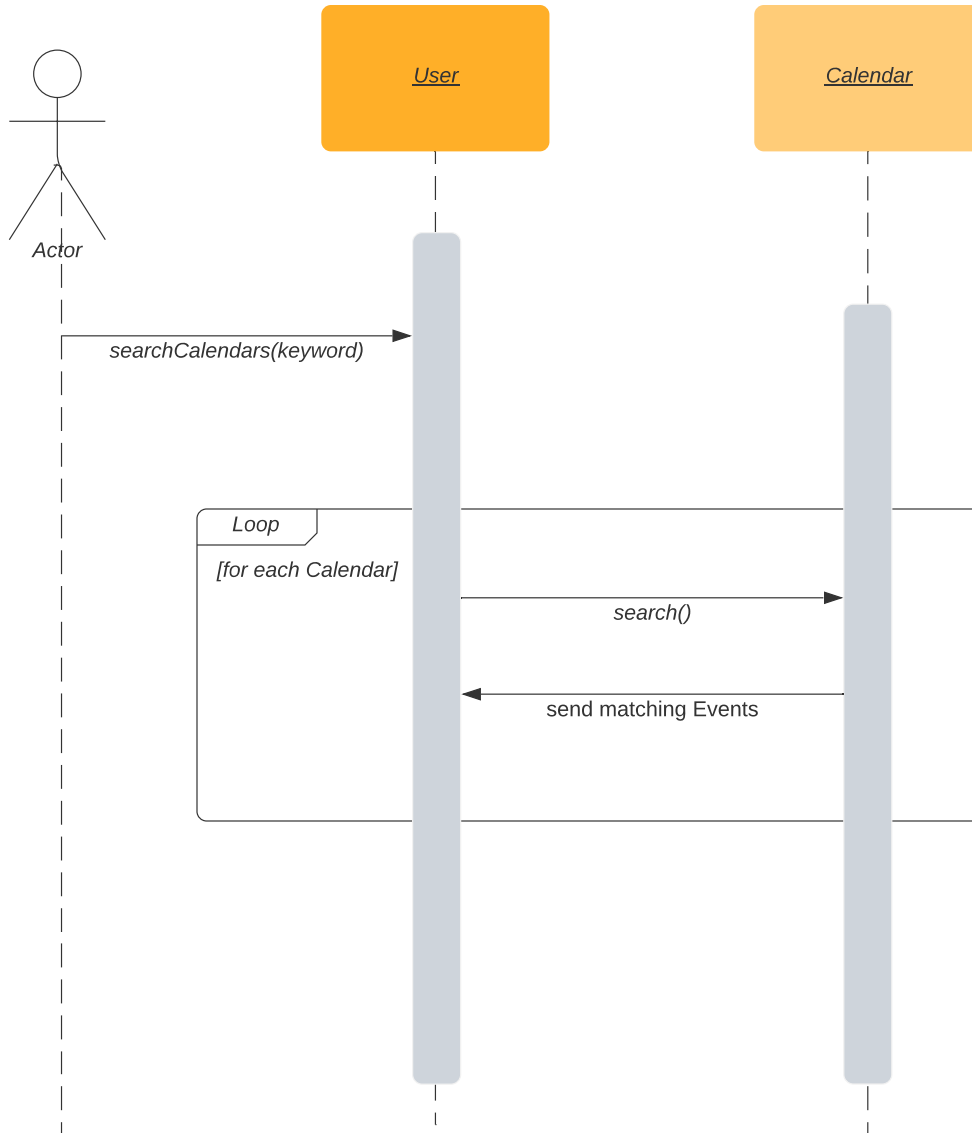 User
Calendar
Actor
searchCalendars(keyword)
Loop
[for each Calendar]
search()
send matching Events